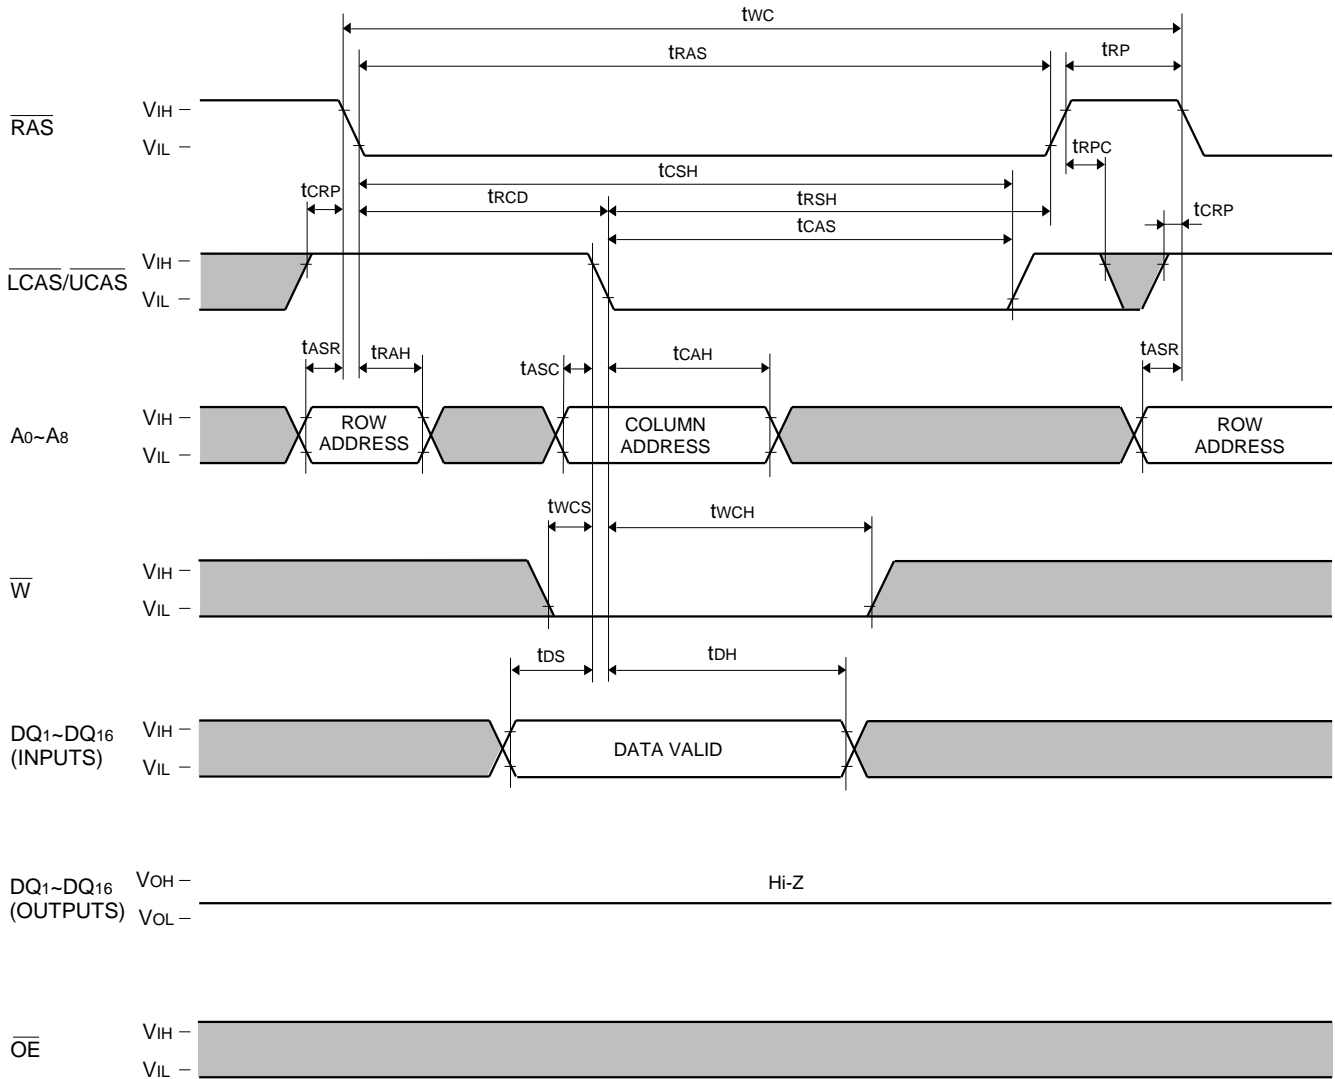 tWC
tRAS
tRP
RAS
VIH
VIL
tRPC
tCSH
tCRP
tRCD
tRSH
tCRP
tCAS
LCAS/UCAS
VIH
VIL
tASR
tRAH
tASC
tCAH
tASR
A0~A8
VIH
VIL
ROW
ADDRESS
COLUMN
ADDRESS
ROW
ADDRESS
tWCS
tWCH
W
VIH
VIL
tDS
tDH
DQ1~DQ16
(INPUTS)
VIH
VIL
DATA VALID
DQ1~DQ16
(OUTPUTS)
VOH
VOL
Hi-Z
OE
VIH
VIL